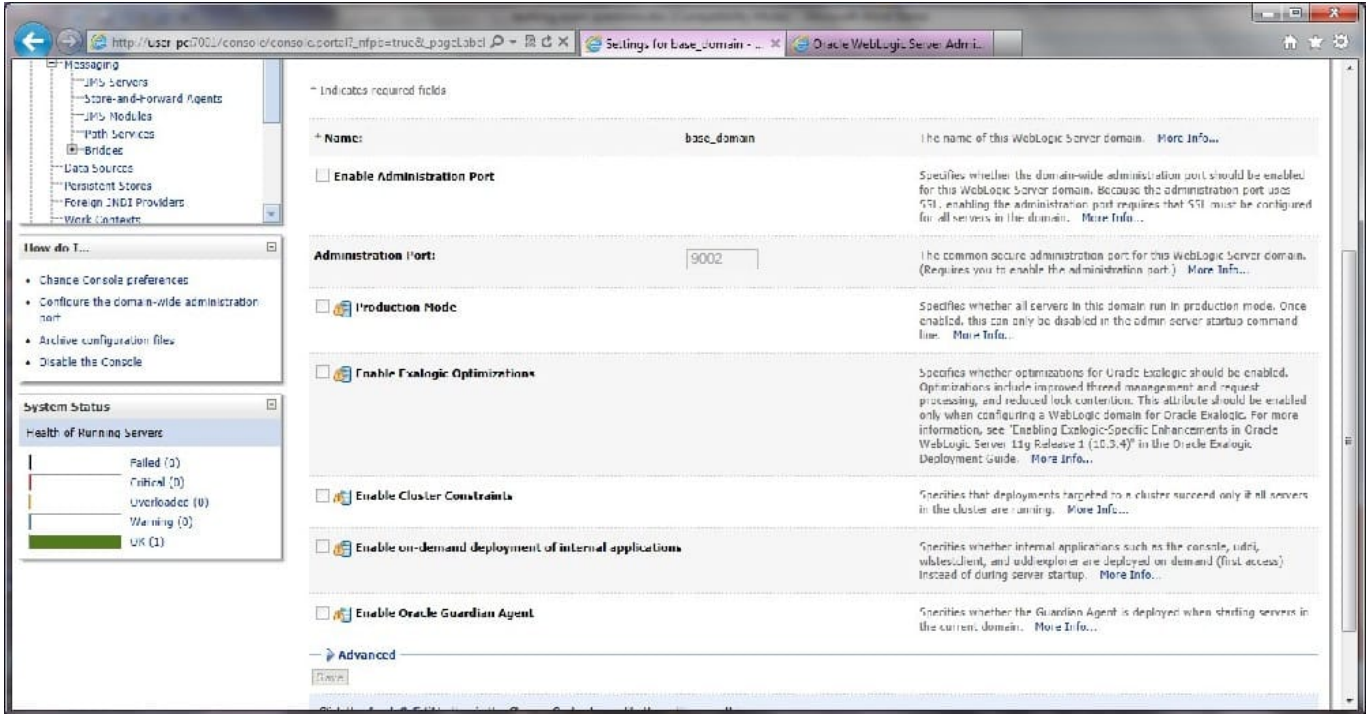 http://user-pc:7001/console/console.portal?_nfpb=true&_pageLabel
Settings for base_domain - ...
Oracle WebLogic Server Admi...
Messaging
JMS Servers
Store-and-Forward Agents
JMS Modules
Path Services
Bridges
Data Sources
Persistent Stores
Foreign JNDI Providers
Work Contexts
How do I...
Change Console preferences
Configure the domain-wide administration
port
Archive configuration files
Disable the Console
System Status
Health of Running Servers
Failed (0)
Critical (0)
Overloaded (0)
Warning (0)
OK (1)
* Indicates required fields
* Name:
base_domain
The name of this WebLogic Server domain. More Info...
Enable Administration Port
Specifies whether the domain-wide administration port should be enabled
for this WebLogic Server domain. Because the administration port uses
SSL, enabling the administration port requires that SSL must be configured
for all servers in the domain. More Info...
Administration Port:
9002
The common secure administration port for this WebLogic Server domain.
(Requires you to enable the administration port.) More Info...
Production Mode
Specifies whether all servers in this domain run in production mode. Once
enabled, this can only be disabled in the admin server startup command
line. More Info...
Enable Exalogic Optimizations
Specifies whether optimizations for Oracle Exalogic should be enabled.
Optimizations include improved thread management and request
processing, and reduced lock contention. This attribute should be enabled
only when configuring a WebLogic domain for Oracle Exalogic. For more
information, see "Enabling Exalogic-Specific Enhancements in Oracle
WebLogic Server 11g Release 1 (10.3.4)" in the Oracle Exalogic
Deployment Guide. More Info...
Enable Cluster Constraints
Specifies that deployments targeted to a cluster succeed only if all servers
in the cluster are running. More Info...
Enable on-demand deployment of internal applications
Specifies whether internal applications such as the console, uddi,
wlstestclient, and uddiexplorer are deployed on demand (first access)
instead of during server startup. More Info...
Enable Oracle Guardian Agent
Specifies whether the Guardian Agent is deployed when starting servers in
the current domain. More Info...
Advanced
Save